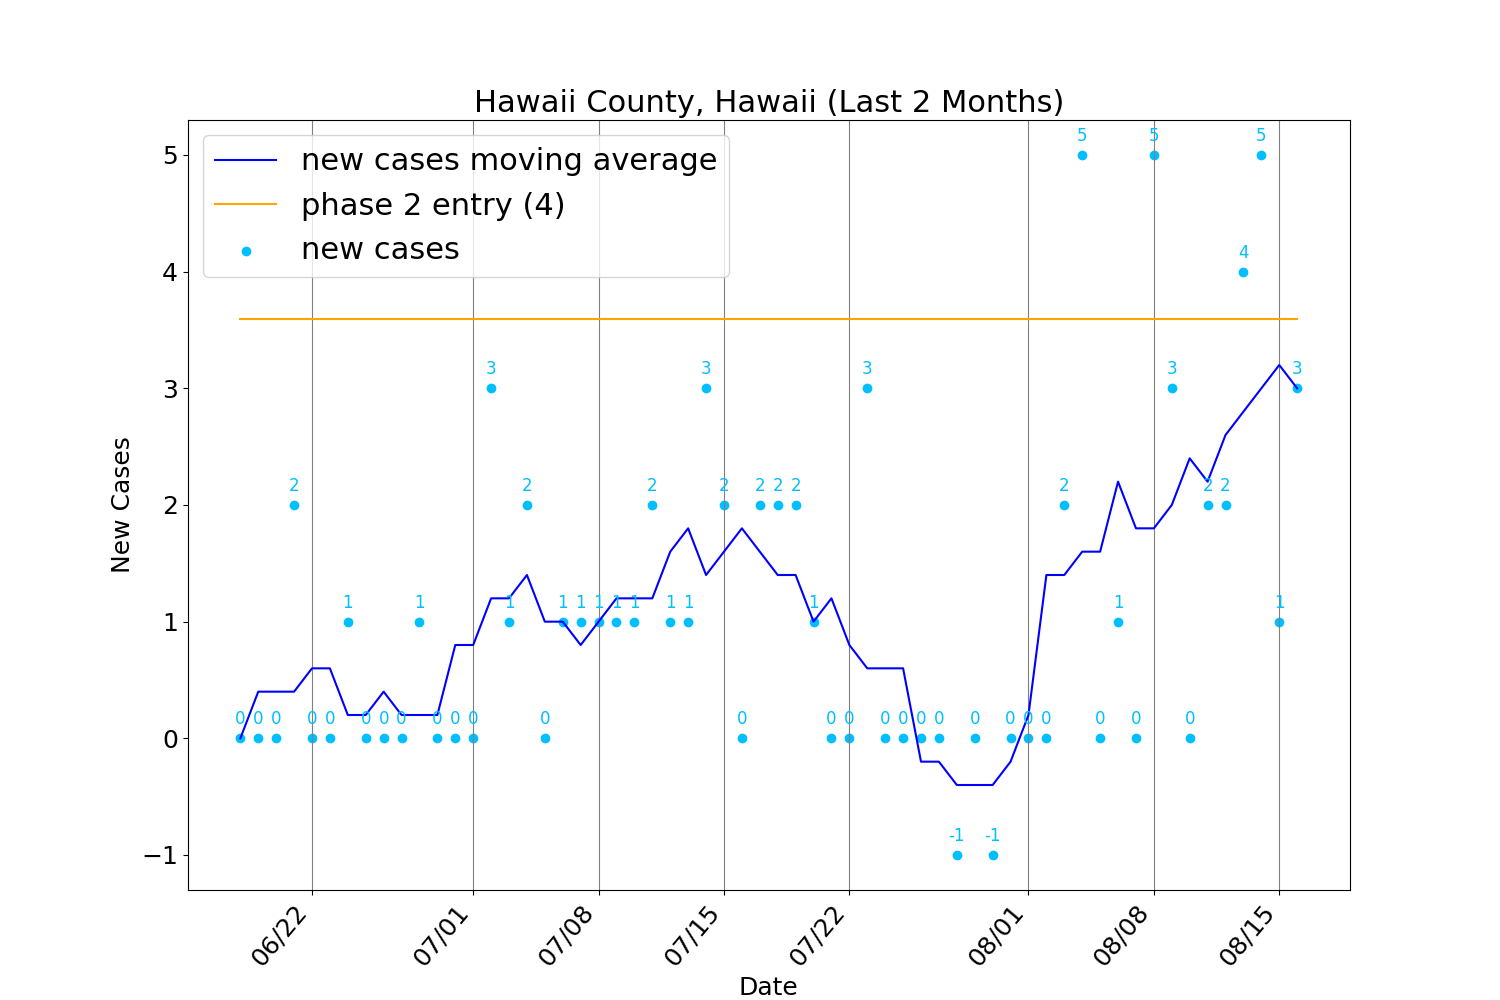 Hawaii County, Hawaii (Last 2 Months)
new cases moving average
phase 2 entry (4)
new cases
5
4
3
2
1
0
−1
New Cases
5 5 5
4
3 3 3 3 3
2 2 2 2 2 2 2 2 2 2
1 1 1 1 1 1 1 1 1 1 1 1 1
0 0 0 0 0 0 0 0 0 0 0 0 0 0 0 0 0 0 0 0 0 0 0 0 0 0 0
-1 -1
06/22 07/01 07/08 07/15 07/22 08/01 08/08 08/15
Date